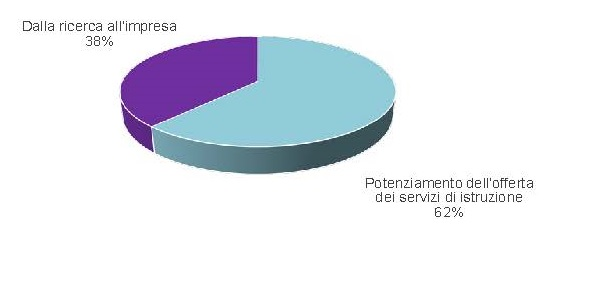 Dalla ricerca all'impresa
38%
Potenziamento dell'offerta
dei servizi di istruzione
62%